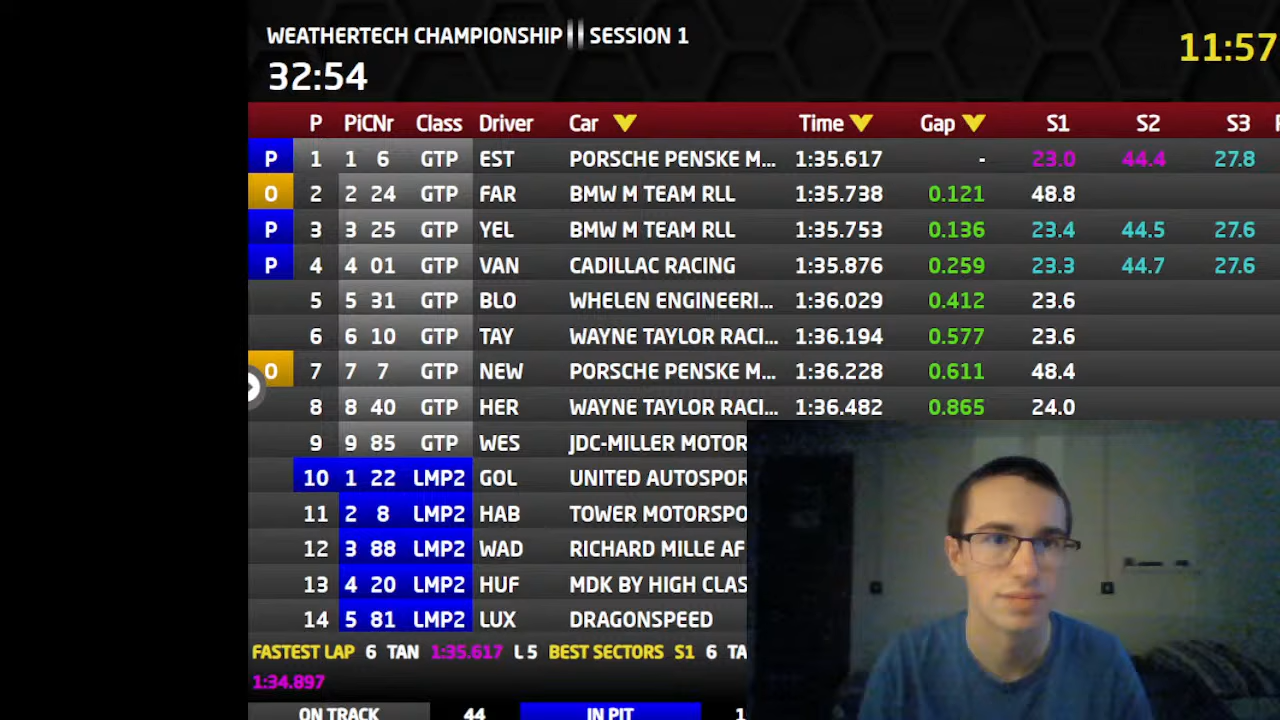 WEATHERTECH CHAMPIONSHIP || SESSION 1
11:57
32:54
P PiC Nr Class Driver Car Time Gap S1 S2 S3
P 1 1 6 GTP EST PORSCHE PENSKE M... 1:35.617 - 23.0 44.4 27.8
O 2 2 24 GTP FAR BMW M TEAM RLL 1:35.738 0.121 48.8
P 3 3 25 GTP YEL BMW M TEAM RLL 1:35.753 0.136 23.4 44.5 27.6
P 4 4 01 GTP VAN CADILLAC RACING 1:35.876 0.259 23.3 44.7 27.6
5 5 31 GTP BLO WHELEN ENGINEERI... 1:36.029 0.412 23.6
6 6 10 GTP TAY WAYNE TAYLOR RACI... 1:36.194 0.577 23.6
O 7 7 7 GTP NEW PORSCHE PENSKE M... 1:36.228 0.611 48.4
8 8 40 GTP HER WAYNE TAYLOR RACI... 1:36.482 0.865 24.0
9 9 85 GTP WES JDC-MILLER MOTOR
10 1 22 LMP2 GOL UNITED AUTOSPOR
11 2 8 LMP2 HAB TOWER MOTORSPO
12 3 88 LMP2 WAD RICHARD MILLE AF
13 4 20 LMP2 HUF MDK BY HIGH CLAS
14 5 81 LMP2 LUX DRAGONSPEED
FASTEST LAP 6 TAN 1:35.617 L 5 BEST SECTORS S1 6 TA
1:34.897
ON TRACK 44 IN PIT 1